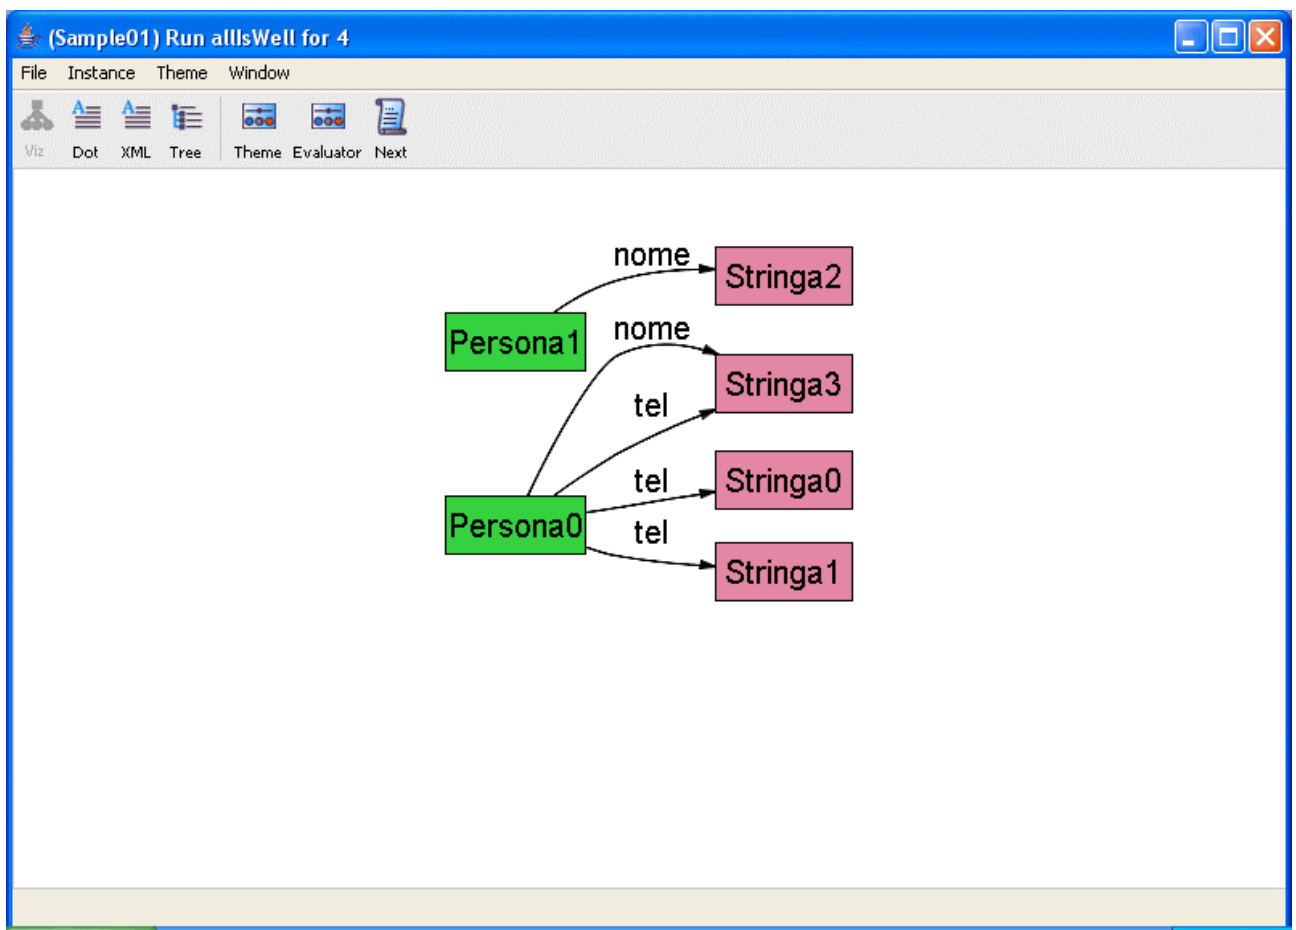 (Sample01) Run allIsWell for 4
File Instance Theme Window
Viz Dot XML Tree Theme Evaluator Next
nome
Stringa2
Persona1
nome
Stringa3
tel
tel
Stringa0
Persona0
tel
Stringa1